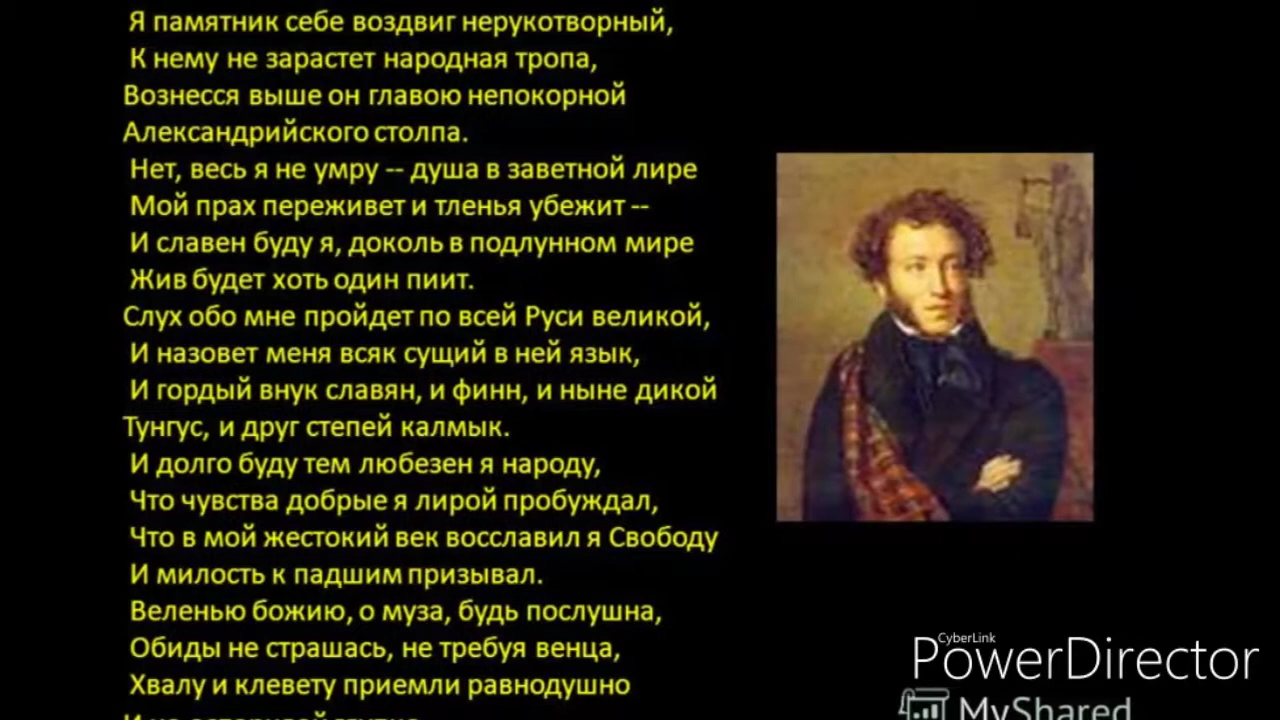 Я памятник себе воздвиг нерукотворный,
К нему не зарастет народная тропа,
Вознесся выше он главою непокорной
Александрийского столпа.
Нет, весь я не умру -- душа в заветной лире
Мой прах переживет и тленья убежит --
И славен буду я, доколь в подлунном мире
Жив будет хоть один пиит.
Слух обо мне пройдет по всей Руси великой,
И назовет меня всяк сущий в ней язык,
И гордый внук славян, и финн, и ныне дикой
Тунгус, и друг степей калмык.
И долго буду тем любезен я народу,
Что чувства добрые я лирой пробуждал,
Что в мой жестокий век восславил я Свободу
И милость к падшим призывал.
Веленью божию, о муза, будь послушна,
Обиды не страшась, не требуя венца,
Хвалу и клевету приемли равнодушно
CyberLink
PowerDirector
MyShared